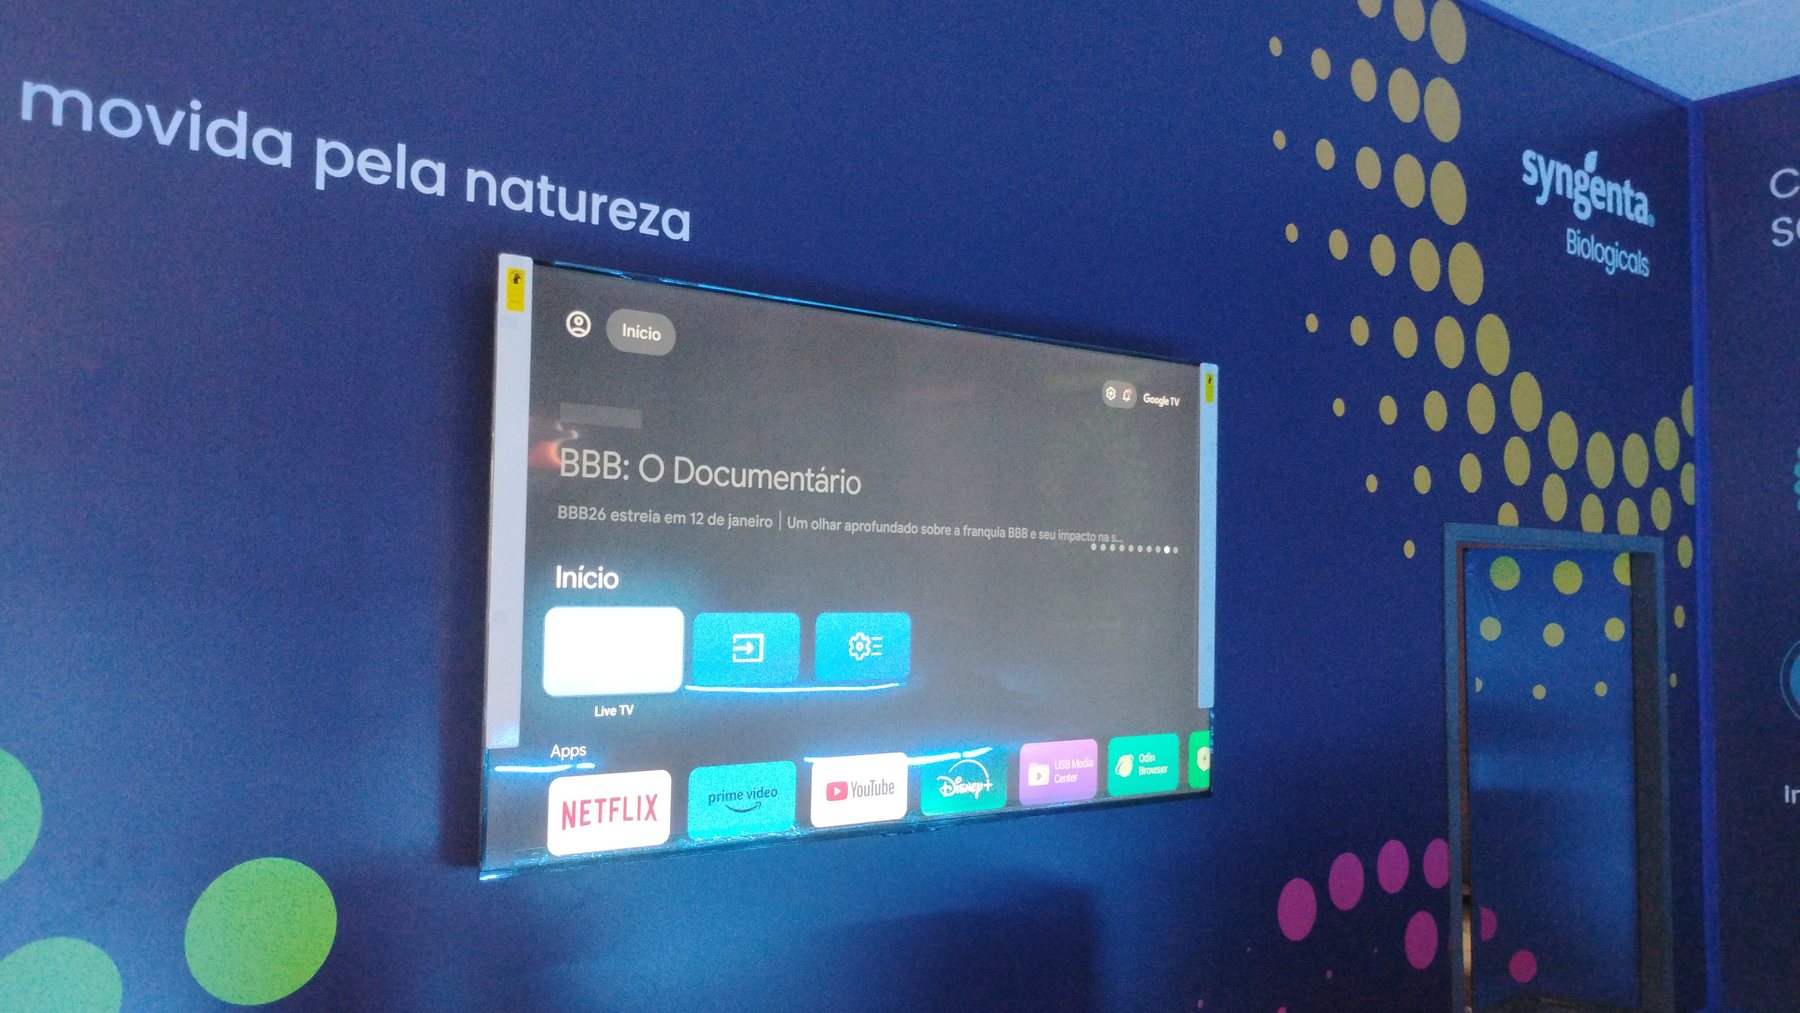 movida pela natureza
syngenta
Biologicals
Início
Google TV
BBB: O Documentário
BBB26 estreia em 12 de janeiro | Um olhar aprofundado sobre a franquia BBB e seu impacto na s...
Início
Live TV
Apps
NETFLIX
prime video
YouTube
Disney+
USB Media
Center
Odin
Browser